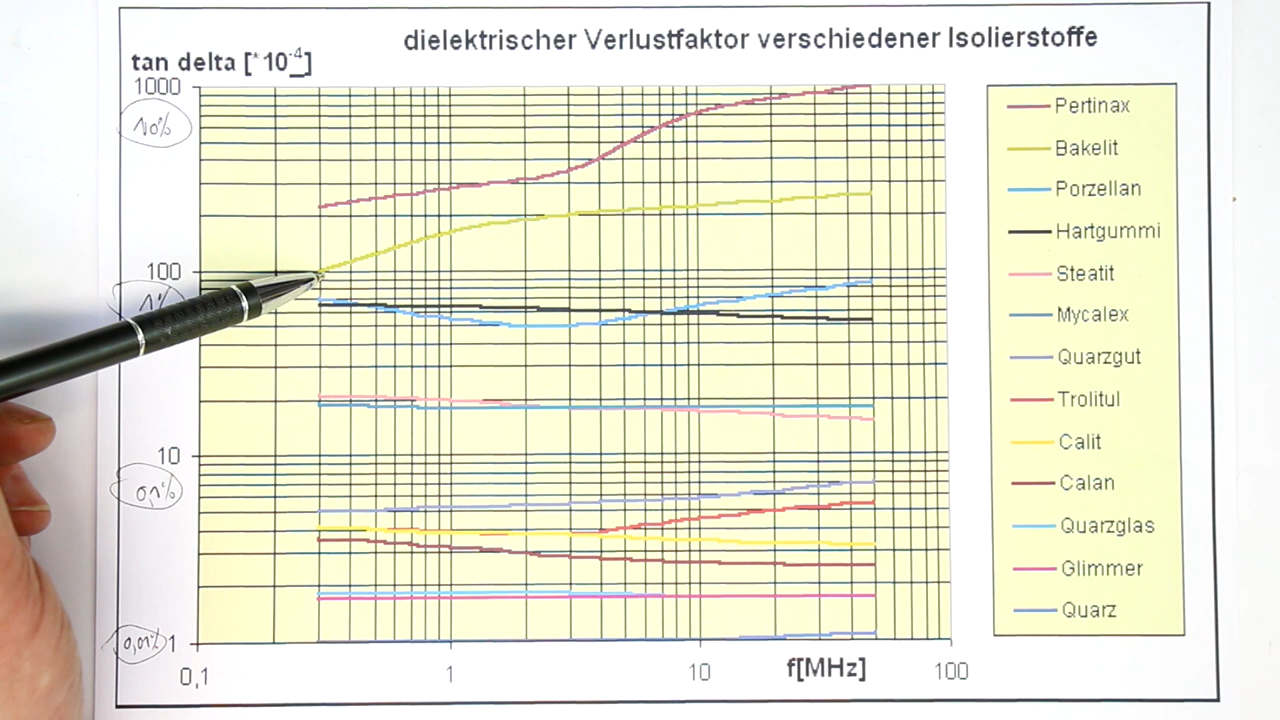 dielektrischer Verlustfaktor verschiedener Isolierstoffe
tan delta [*10-4]
1000
10%
100
1%
10
0,1%
0,01%
1
0,1
1
10
f[MHz]
100
Pertinax
Bakelit
Porzellan
Hartgummi
Steatit
Mycalex
Quarzgut
Trolitul
Calit
Calan
Quarzglas
Glimmer
Quarz